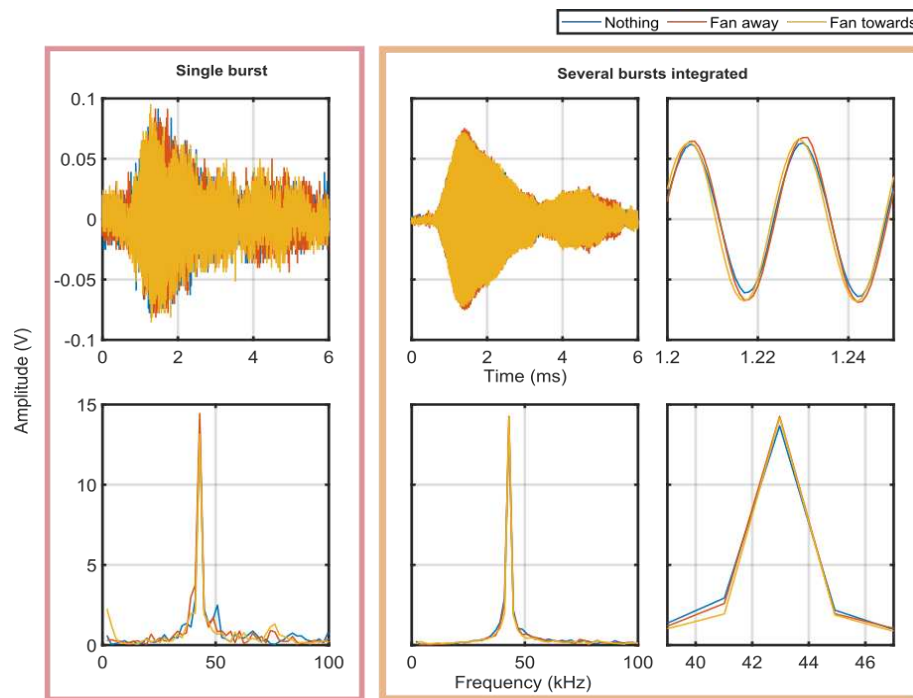 Nothing Fan away Fan towards
Single burst
Several bursts integrated
Amplitude (V)
0.1
0.05
0
-0.05
-0.1
0 2 4 6
0 2 4 6
1.2 1.22 1.24
Time (ms)
15
10
5
0
0 50 100
0 50 100
40 42 44 46
Frequency (kHz)